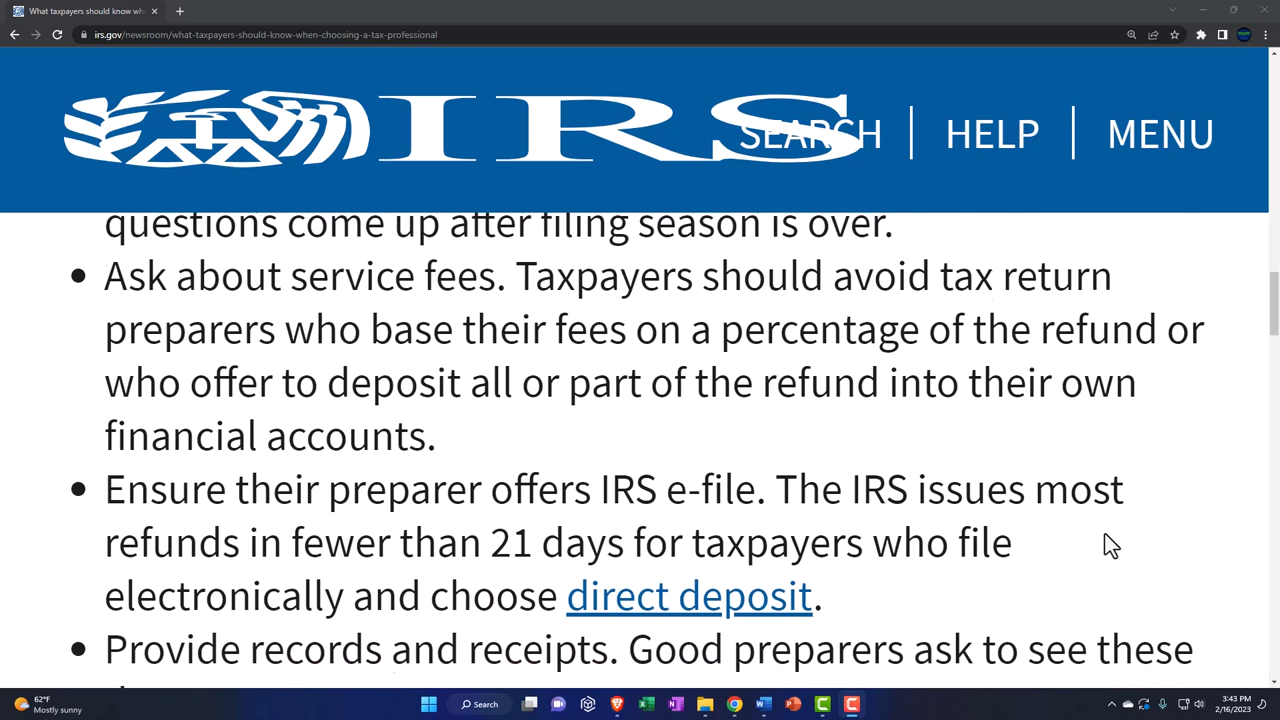 What taxpayers should know wh
irs.gov/newsroom/what-taxpayers-should-know-when-choosing-a-tax-professional
IRS
SEARCH HELP MENU
questions come up after filing season is over.
• Ask about service fees. Taxpayers should avoid tax return
preparers who base their fees on a percentage of the refund or
who offer to deposit all or part of the refund into their own
financial accounts.
• Ensure their preparer offers IRS e-file. The IRS issues most
refunds in fewer than 21 days for taxpayers who file
electronically and choose direct deposit.
• Provide records and receipts. Good preparers ask to see these
62°F
Mostly sunny
Search
3:43 PM
2/16/2023